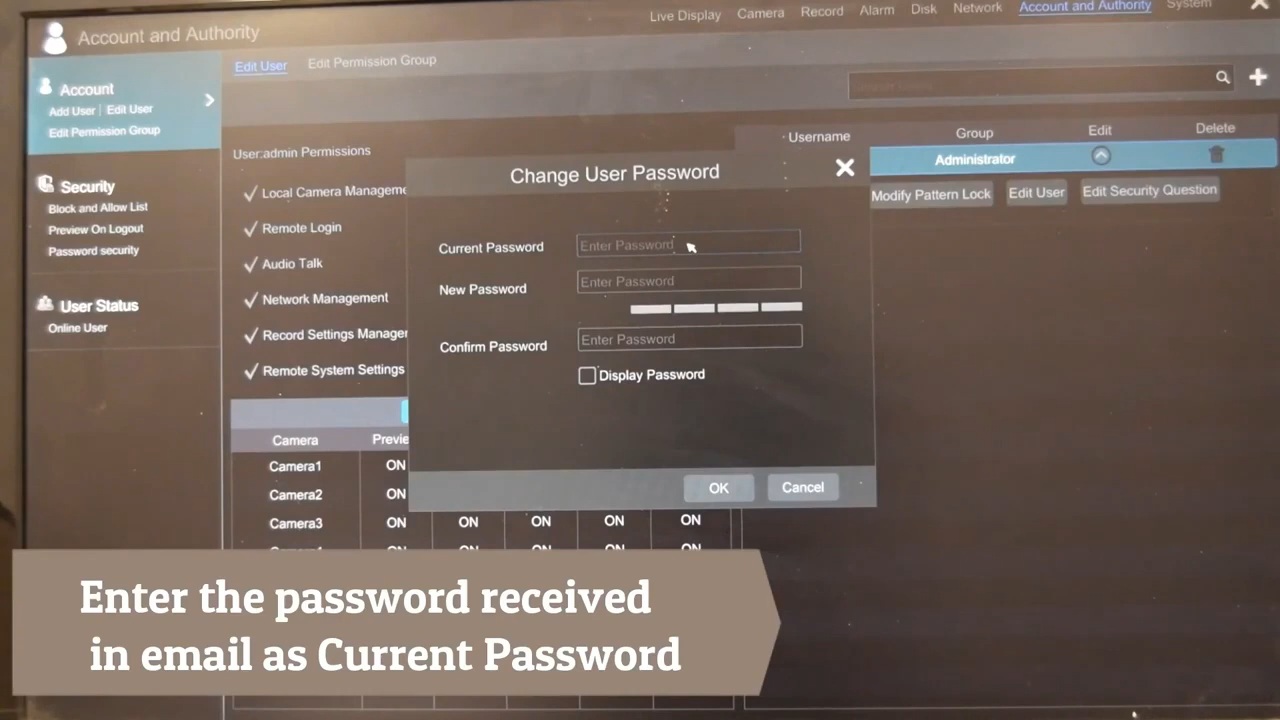 Account and Authority
Live Display Camera Record Alarm Disk Network Account and Authority System
Account
Add User | Edit User
Edit Permission Group
Security
Block and Allow List
Preview On Logout
Password security
User Status
Online User
Edit User Edit Permission Group
User:admin Permissions
Local Camera Manageme
Remote Login
Audio Talk
Network Management
Record Settings Manager
Remote System Settings
Camera Previe
Camera1 ON
Camera2 ON
Camera3 ON ON ON ON ON
Username Group Edit Delete
Administrator
Modify Pattern Lock Edit User Edit Security Question
Change User Password
Current Password Enter Password
New Password Enter Password
Confirm Password Enter Password
Display Password
OK Cancel
Enter the password received
in email as Current Password